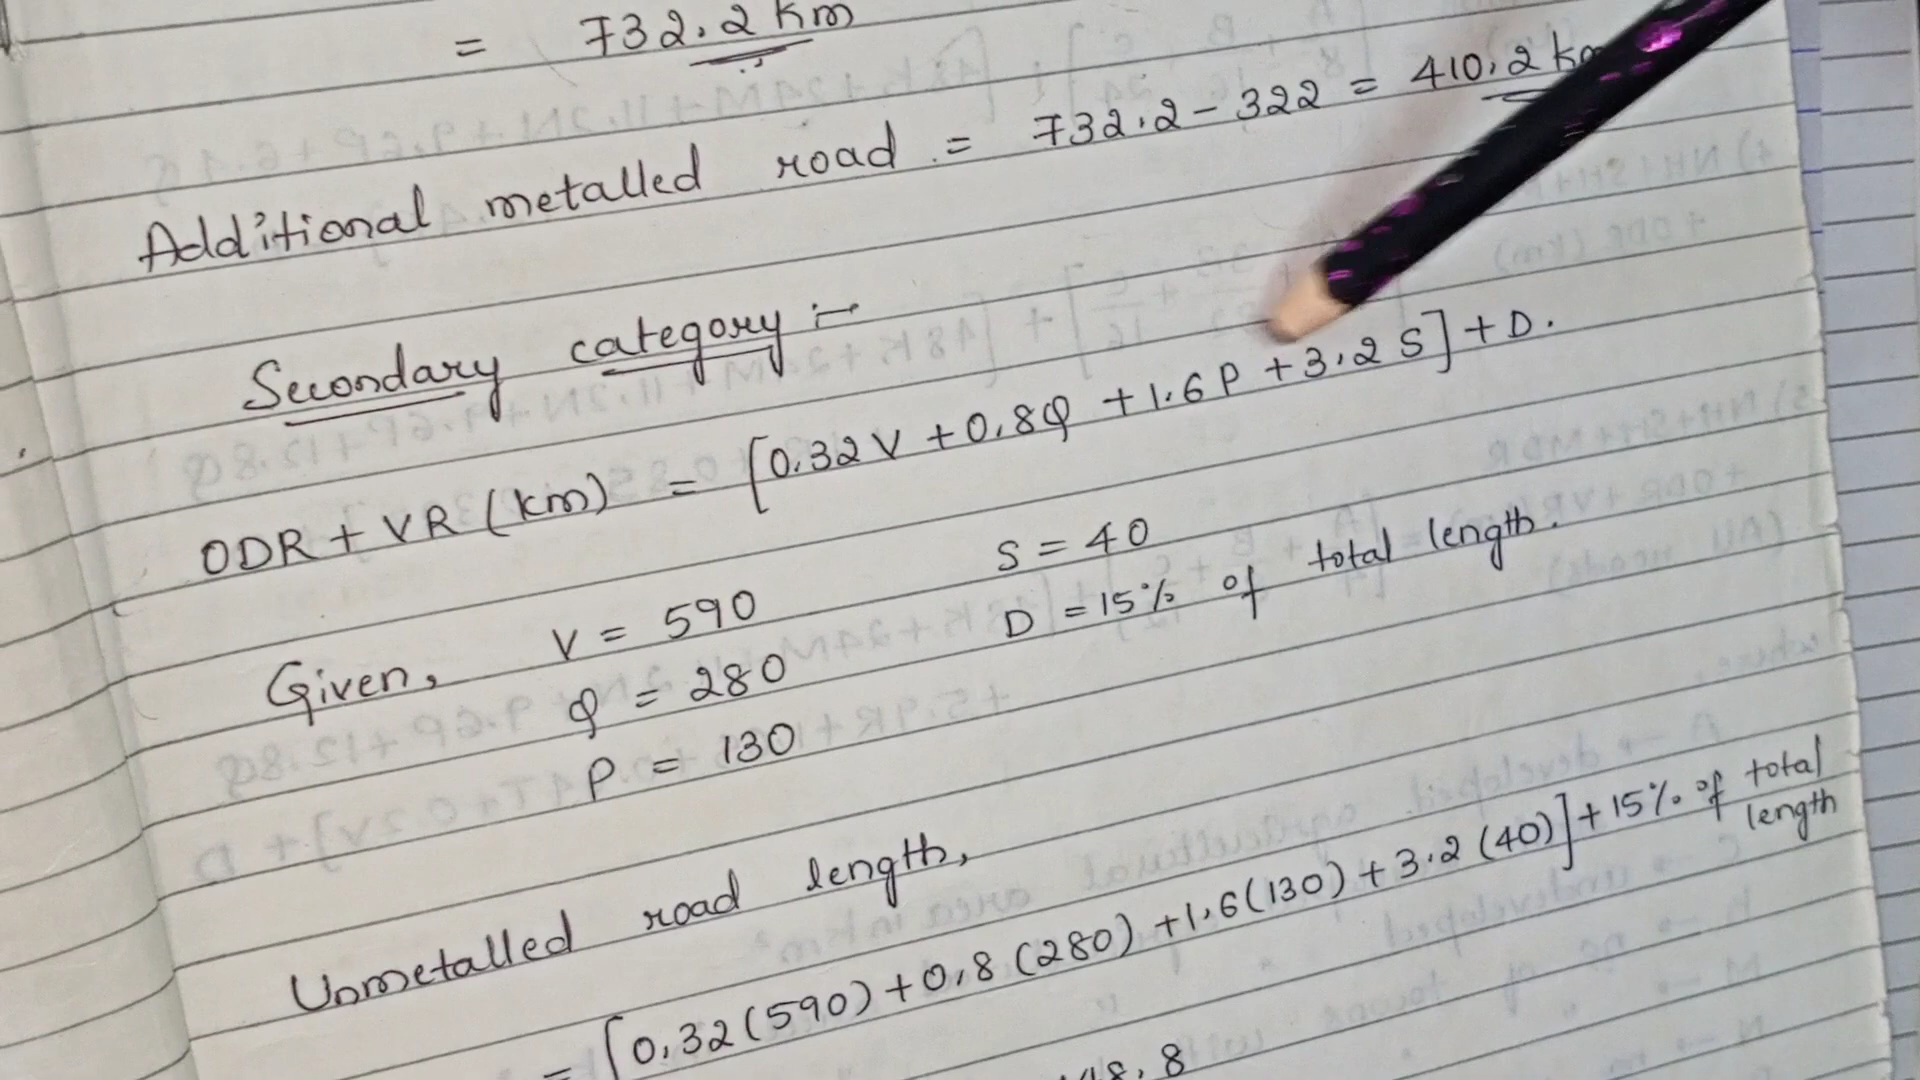 = 732.2 km
Additional metalled road = 732.2 - 322 = 410.2 km
Secondary category :-
ODR + VR (km) = [0.32 V + 0.8Q + 1.6 P + 3.2 S] + D.
Given, V = 590 S = 40
Q = 280 D = 15% of total length.
P = 130
Unmetalled road length,
= [0.32 (590) + 0.8 (280) + 1.6 (130) + 3.2 (40)] + 15% of total length